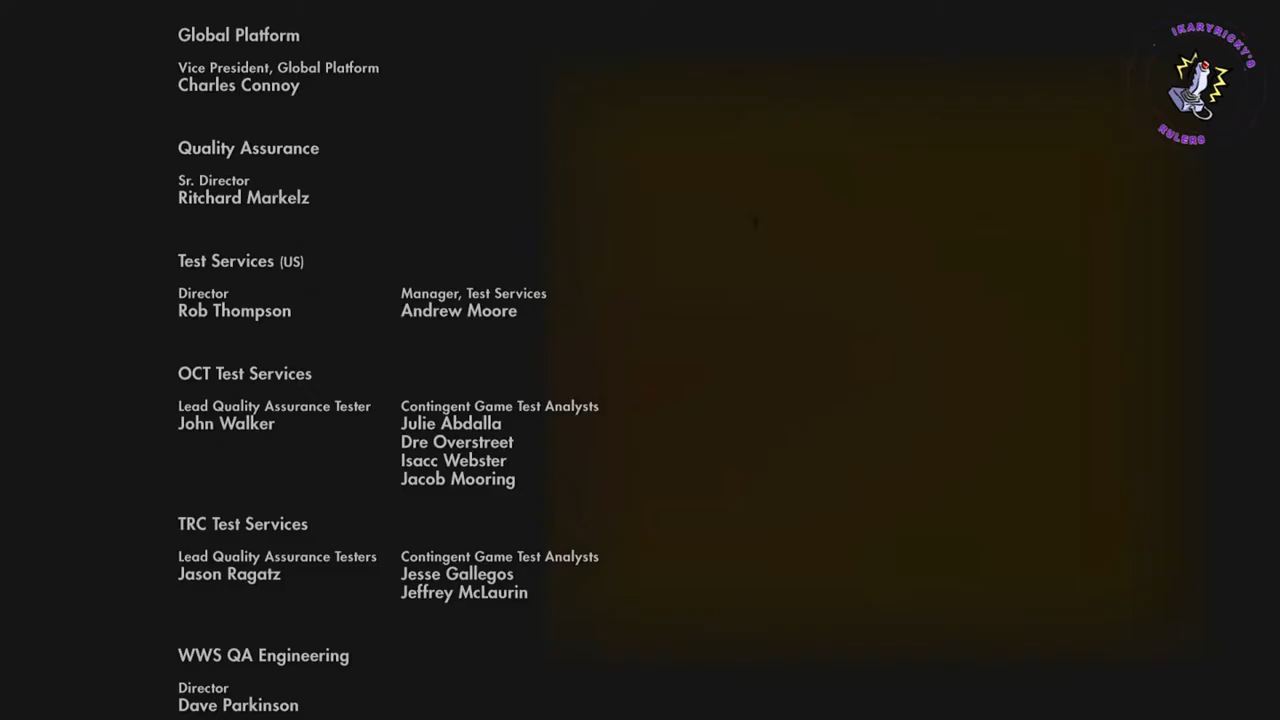 Global Platform
Vice President, Global Platform
Charles Connoy
Quality Assurance
Sr. Director
Ritchard Markelz
Test Services (US)
Director
Rob Thompson
Manager, Test Services
Andrew Moore
OCT Test Services
Lead Quality Assurance Tester
John Walker
Contingent Game Test Analysts
Julie Abdalla
Dre Overstreet
Isacc Webster
Jacob Mooring
TRC Test Services
Lead Quality Assurance Testers
Jason Ragatz
Contingent Game Test Analysts
Jesse Gallegos
Jeffrey McLaurin
WWS QA Engineering
Director
Dave Parkinson
IKARYRICKY'S
RULERS